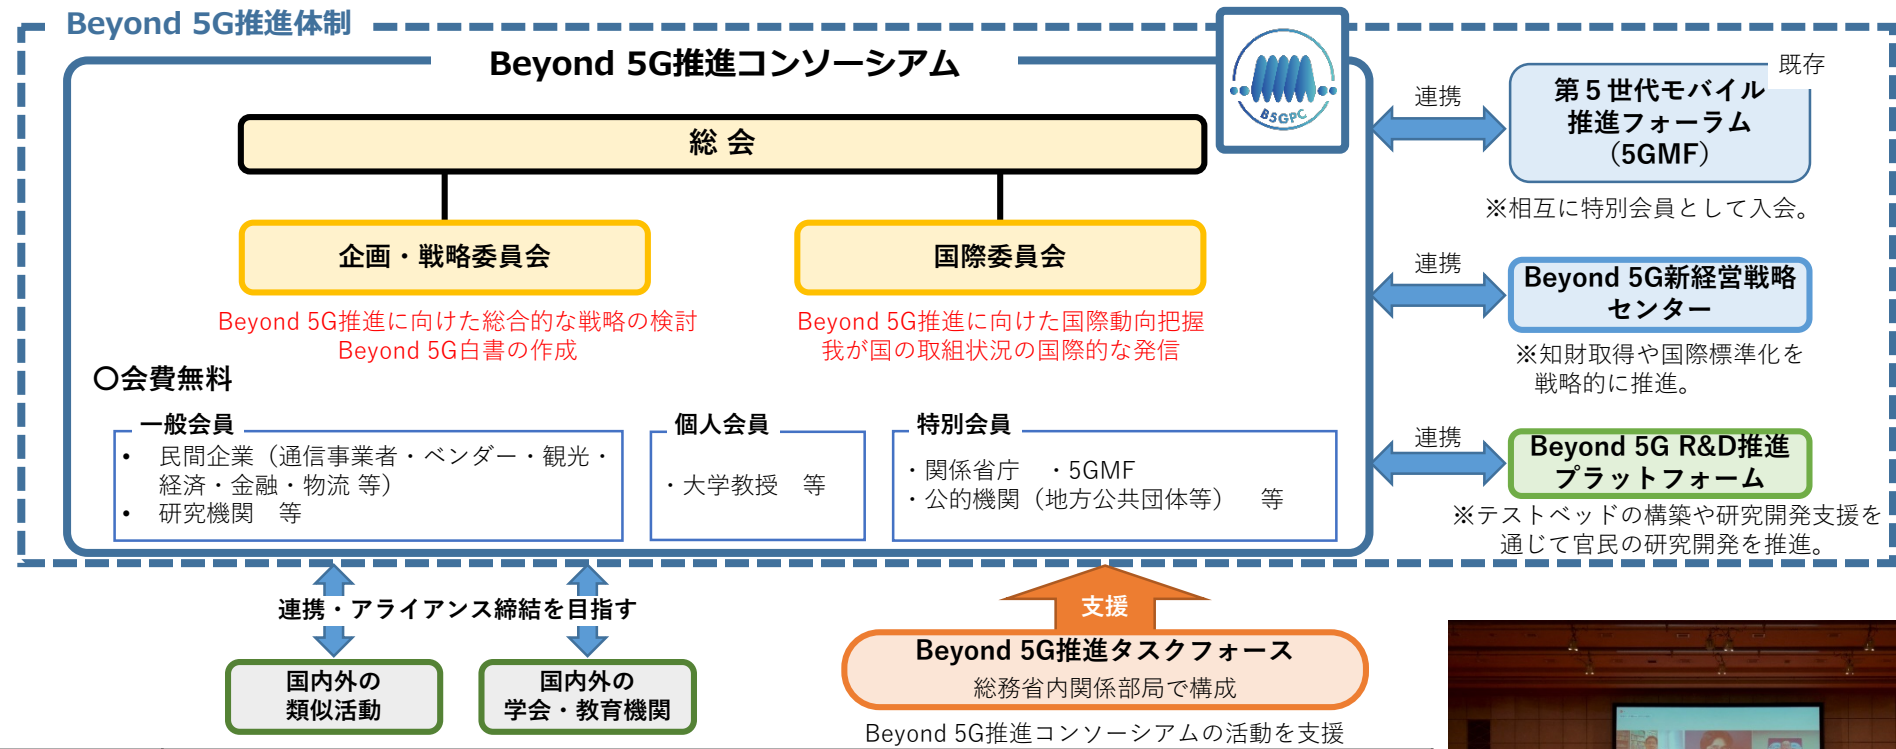 Beyond 5G推進体制
Beyond 5G推進コンソーシアム
B5GPC
総 会
企画・戦略委員会
Beyond 5G推進に向けた総合的な戦略の検討
Beyond 5G白書の作成
国際委員会
Beyond 5G推進に向けた国際動向把握
我が国の取組状況の国際的な発信
〇会費無料
一般会員
• 民間企業（通信事業者・ベンダー・観光・
経済・金融・物流 等）
• 研究機関　等
個人会員
・大学教授　等
特別会員
・関係省庁　・5GMF
・公的機関（地方公共団体等）　等
連携
既存
第５世代モバイル
推進フォーラム
（5GMF）
※相互に特別会員として入会。
連携
Beyond 5G新経営戦略
センター
※知財取得や国際標準化を
戦略的に推進。
連携
Beyond 5G R&D推進
プラットフォーム
※テストベッドの構築や研究開発支援を
通じて官民の研究開発を推進。
連携・アライアンス締結を目指す
国内外の
類似活動
国内外の
学会・教育機関
支援
Beyond 5G推進タスクフォース
総務省内関係部局で構成
Beyond 5G推進コンソーシアムの活動を支援